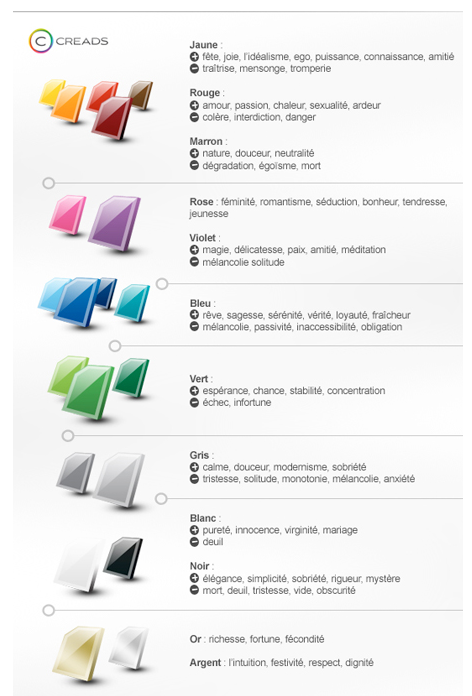 C CREADS
Jaune :
fête, joie, l'idéalisme, ego, puissance, connaissance, amitié
traîtrise, mensonge, tromperie
Rouge :
amour, passion, chaleur, sexualité, ardeur
colère, interdiction, danger
Marron :
nature, douceur, neutralité
dégradation, égoïsme, mort
Rose : féminité, romantisme, séduction, bonheur, tendresse,
jeunesse
Violet :
magie, délicatesse, paix, amitié, méditation
mélancolie solitude
Bleu :
rêve, sagesse, sérénité, vérité, loyauté, fraîcheur
mélancolie, passivité, inaccessibilité, obligation
Vert :
espérance, chance, stabilité, concentration
échec, infortune
Gris :
calme, douceur, modernisme, sobriété
tristesse, solitude, monotonie, mélancolie, anxiété
Blanc :
pureté, innocence, virginité, mariage
deuil
Noir :
élégance, simplicité, sobriété, rigueur, mystère
mort, deuil, tristesse, vide, obscurité
Or : richesse, fortune, fécondité
Argent : l'intuition, festivité, respect, dignité